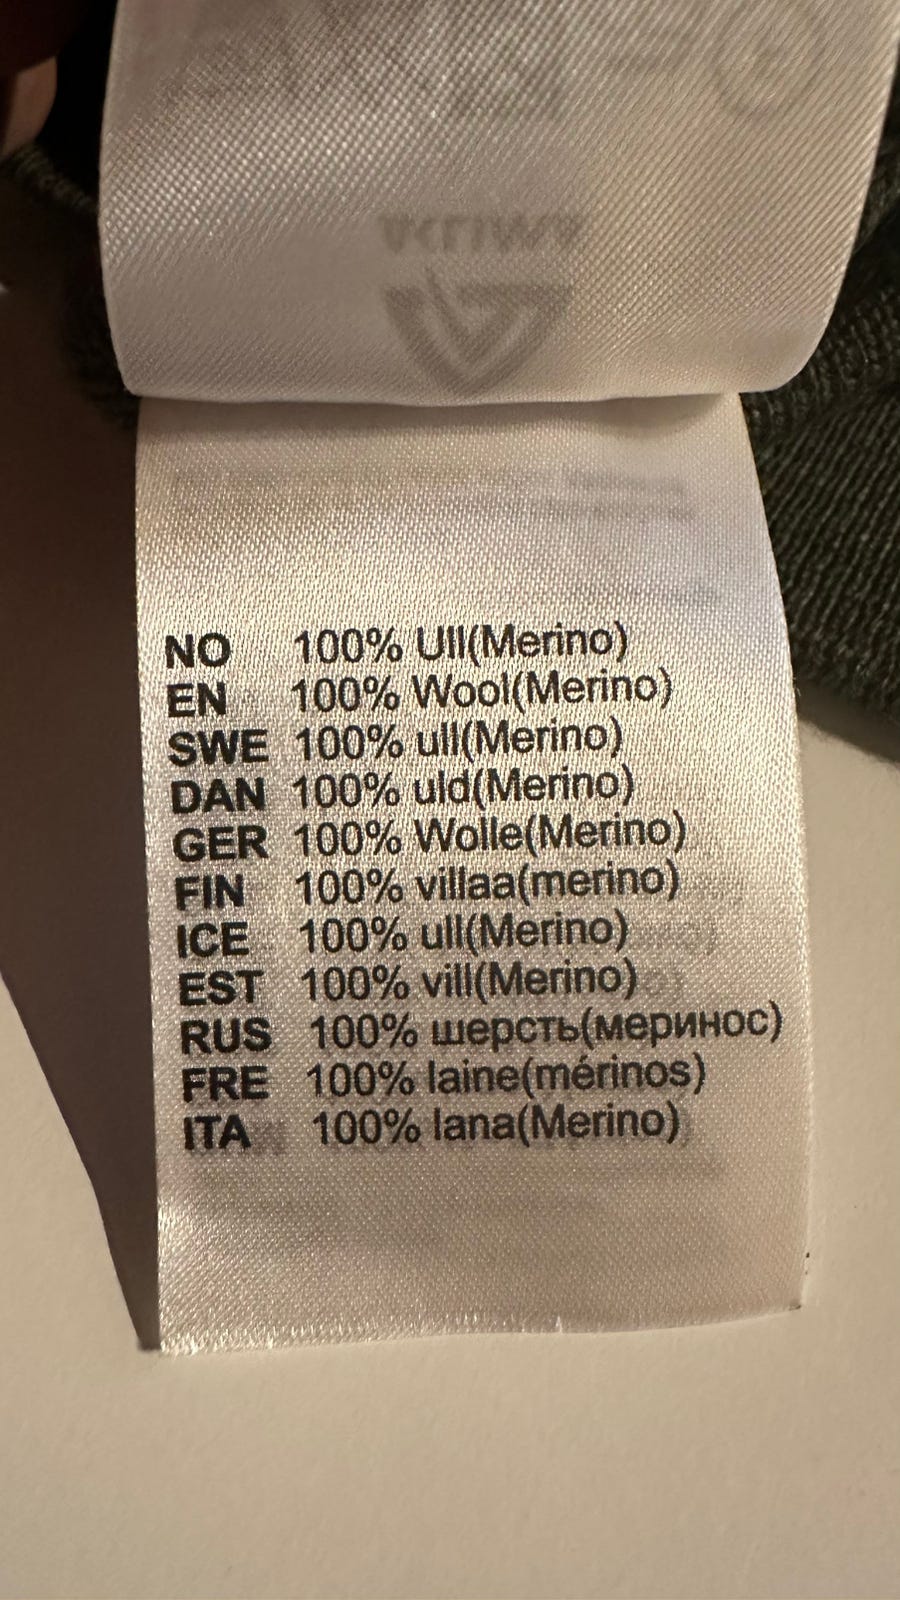 NO 100% Ull(Merino)
EN 100% Wool(Merino)
SWE 100% ull(Merino)
DAN 100% uld(Merino)
GER 100% Wolle(Merino)
FIN 100% villaa(merino)
ICE 100% ull(Merino)
EST 100% vill(Merino)
RUS 100% шерсть(меринос)
FRE 100% laine(mérinos)
ITA 100% lana(Merino)